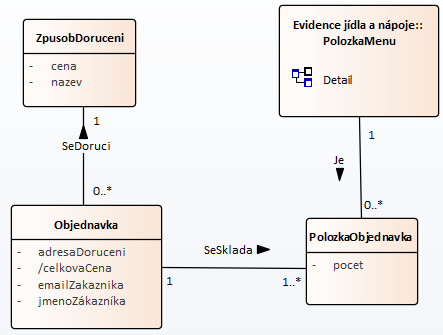 ZpusobDoruceni
- cena
- nazev
Evidence jídla a nápoje::
PolozkaMenu
Detail
1
SeDoruci
0..*
1
Je
0..*
Objednavka
- adresaDoruceni
- /celkovaCena
- emailZakaznika
- jmenoZákazníka
SeSklada
1
1..*
PolozkaObjednavka
- pocet